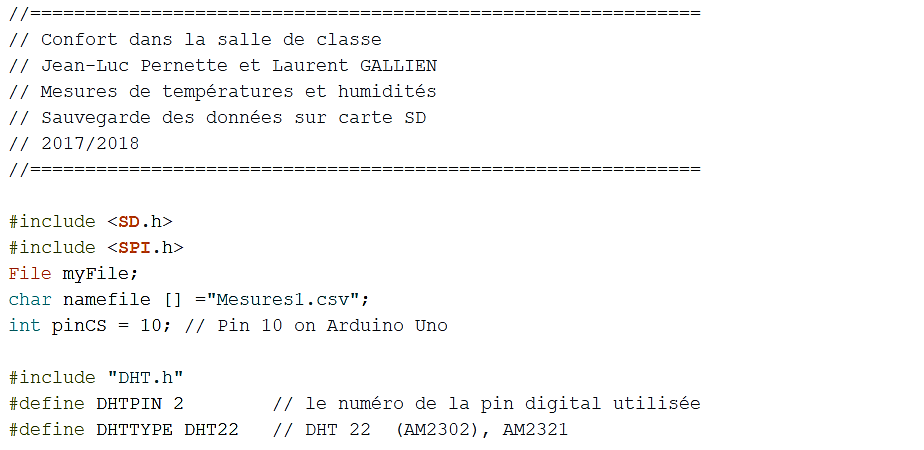 //=============================================================
// Confort dans la salle de classe
// Jean-Luc Pernette et Laurent GALLIEN
// Mesures de températures et humidités
// Sauvegarde des données sur carte SD
// 2017/2018
//=============================================================
#include <SD.h>
#include <SPI.h>
File myFile;
char namefile [] ="Mesures1.csv";
int pinCS = 10; // Pin 10 on Arduino Uno
#include "DHT.h"
#define DHTPIN 2        // le numéro de la pin digital utilisée
#define DHTTYPE DHT22   // DHT 22  (AM2302), AM2321